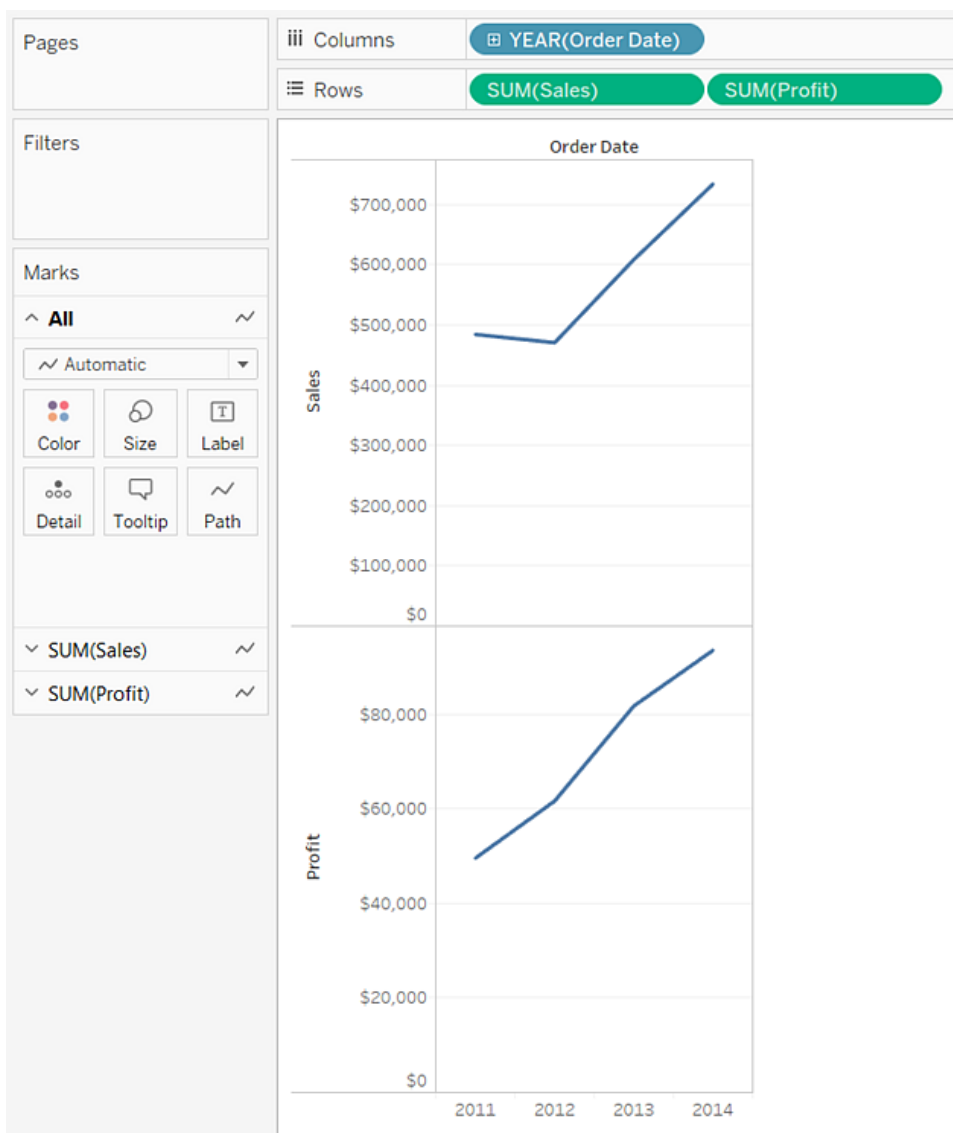 Pages
Columns
YEAR(Order Date)
Rows
SUM(Sales) SUM(Profit)
Filters
Marks
All
Automatic
Color Size Label
Detail Tooltip Path
SUM(Sales)
SUM(Profit)
Order Date
Sales
$700,000
$600,000
$500,000
$400,000
$300,000
$200,000
$100,000
$0
Profit
$80,000
$60,000
$40,000
$20,000
$0
2011 2012 2013 2014